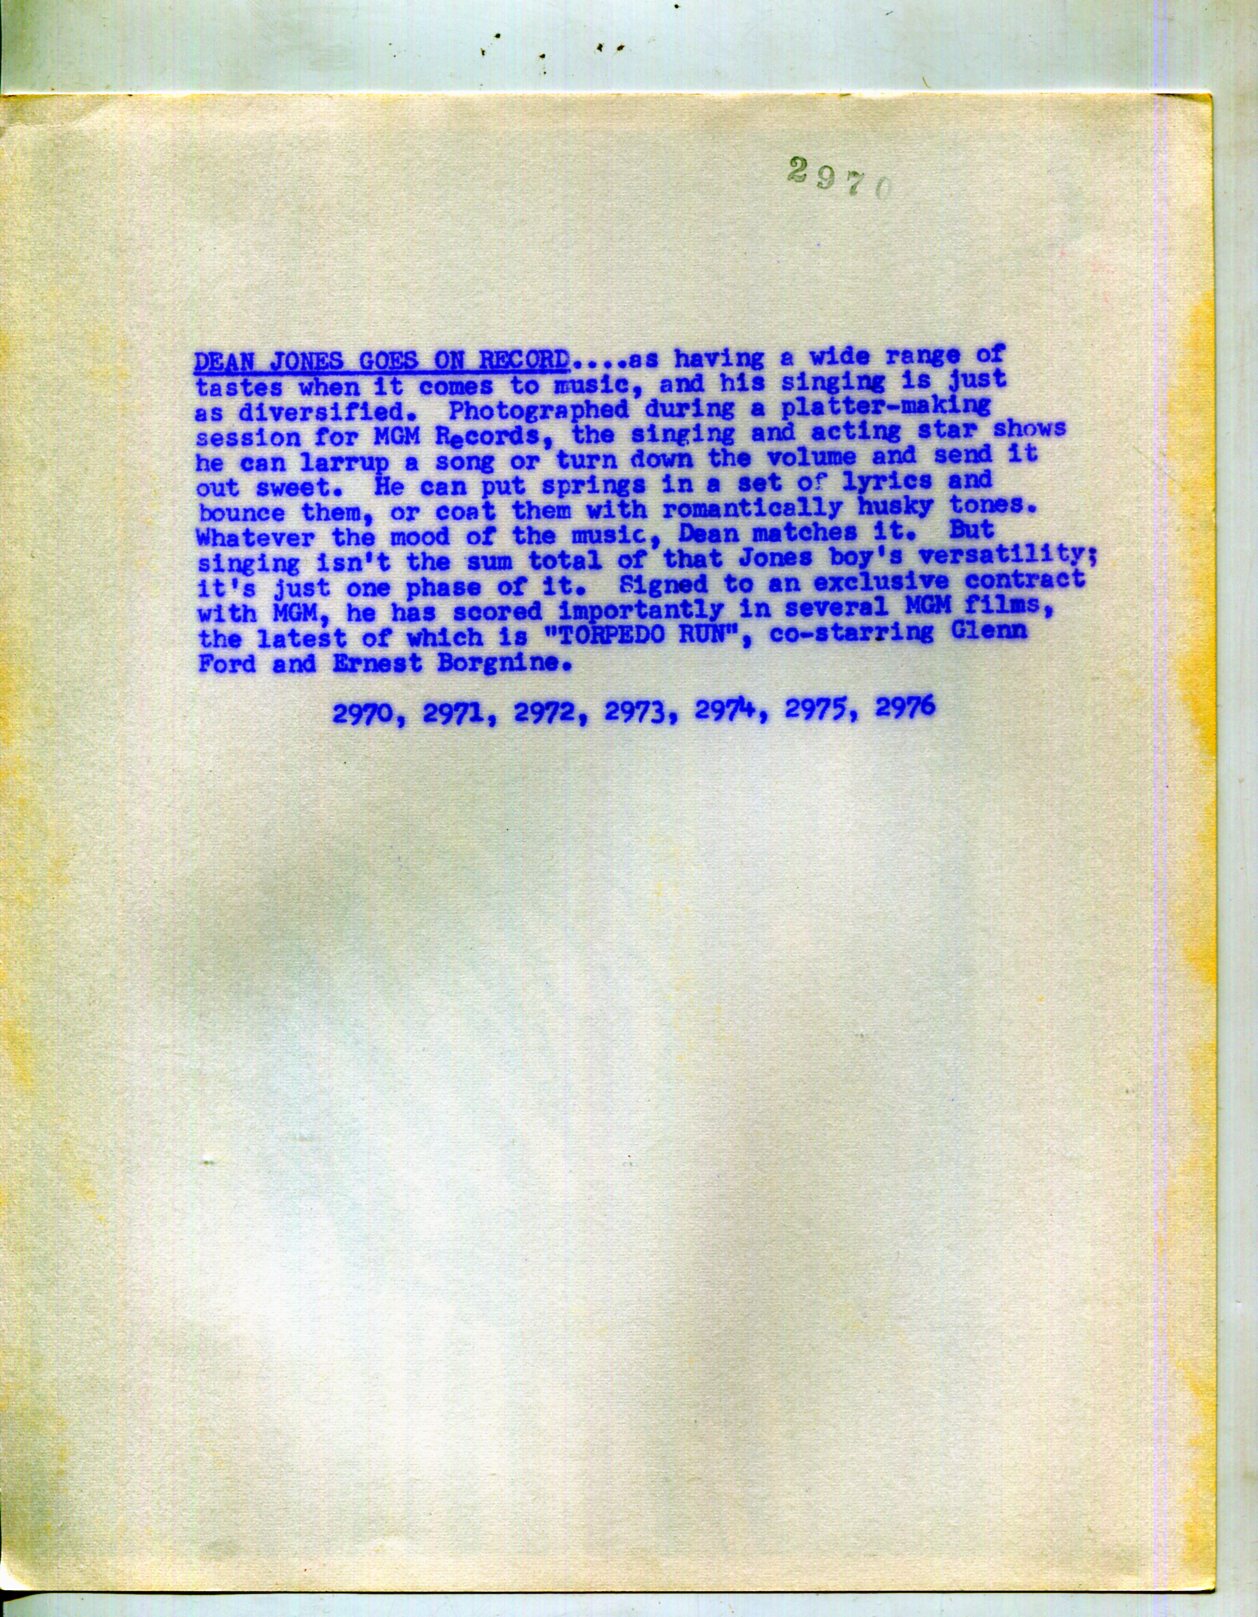 2970
DEAN JONES GOES ON RECORD....as having a wide range of
tastes when it comes to music, and his singing is just
as diversified.  Photographed during a platter-making
session for MGM Records, the singing and acting star shows
he can larrup a song or turn down the volume and send it
out sweet.  He can put springs in a set of lyrics and
bounce them, or coat them with romantically husky tones.
Whatever the mood of the music, Dean matches it.  But
singing isn't the sum total of that Jones boy's versatility;
it's just one phase of it.  Signed to an exclusive contract
with MGM, he has scored importantly in several MGM films,
the latest of which is "TORPEDO RUN", co-starring Glenn
Ford and Ernest Borgnine.
2970, 2971, 2972, 2973, 2974, 2975, 2976